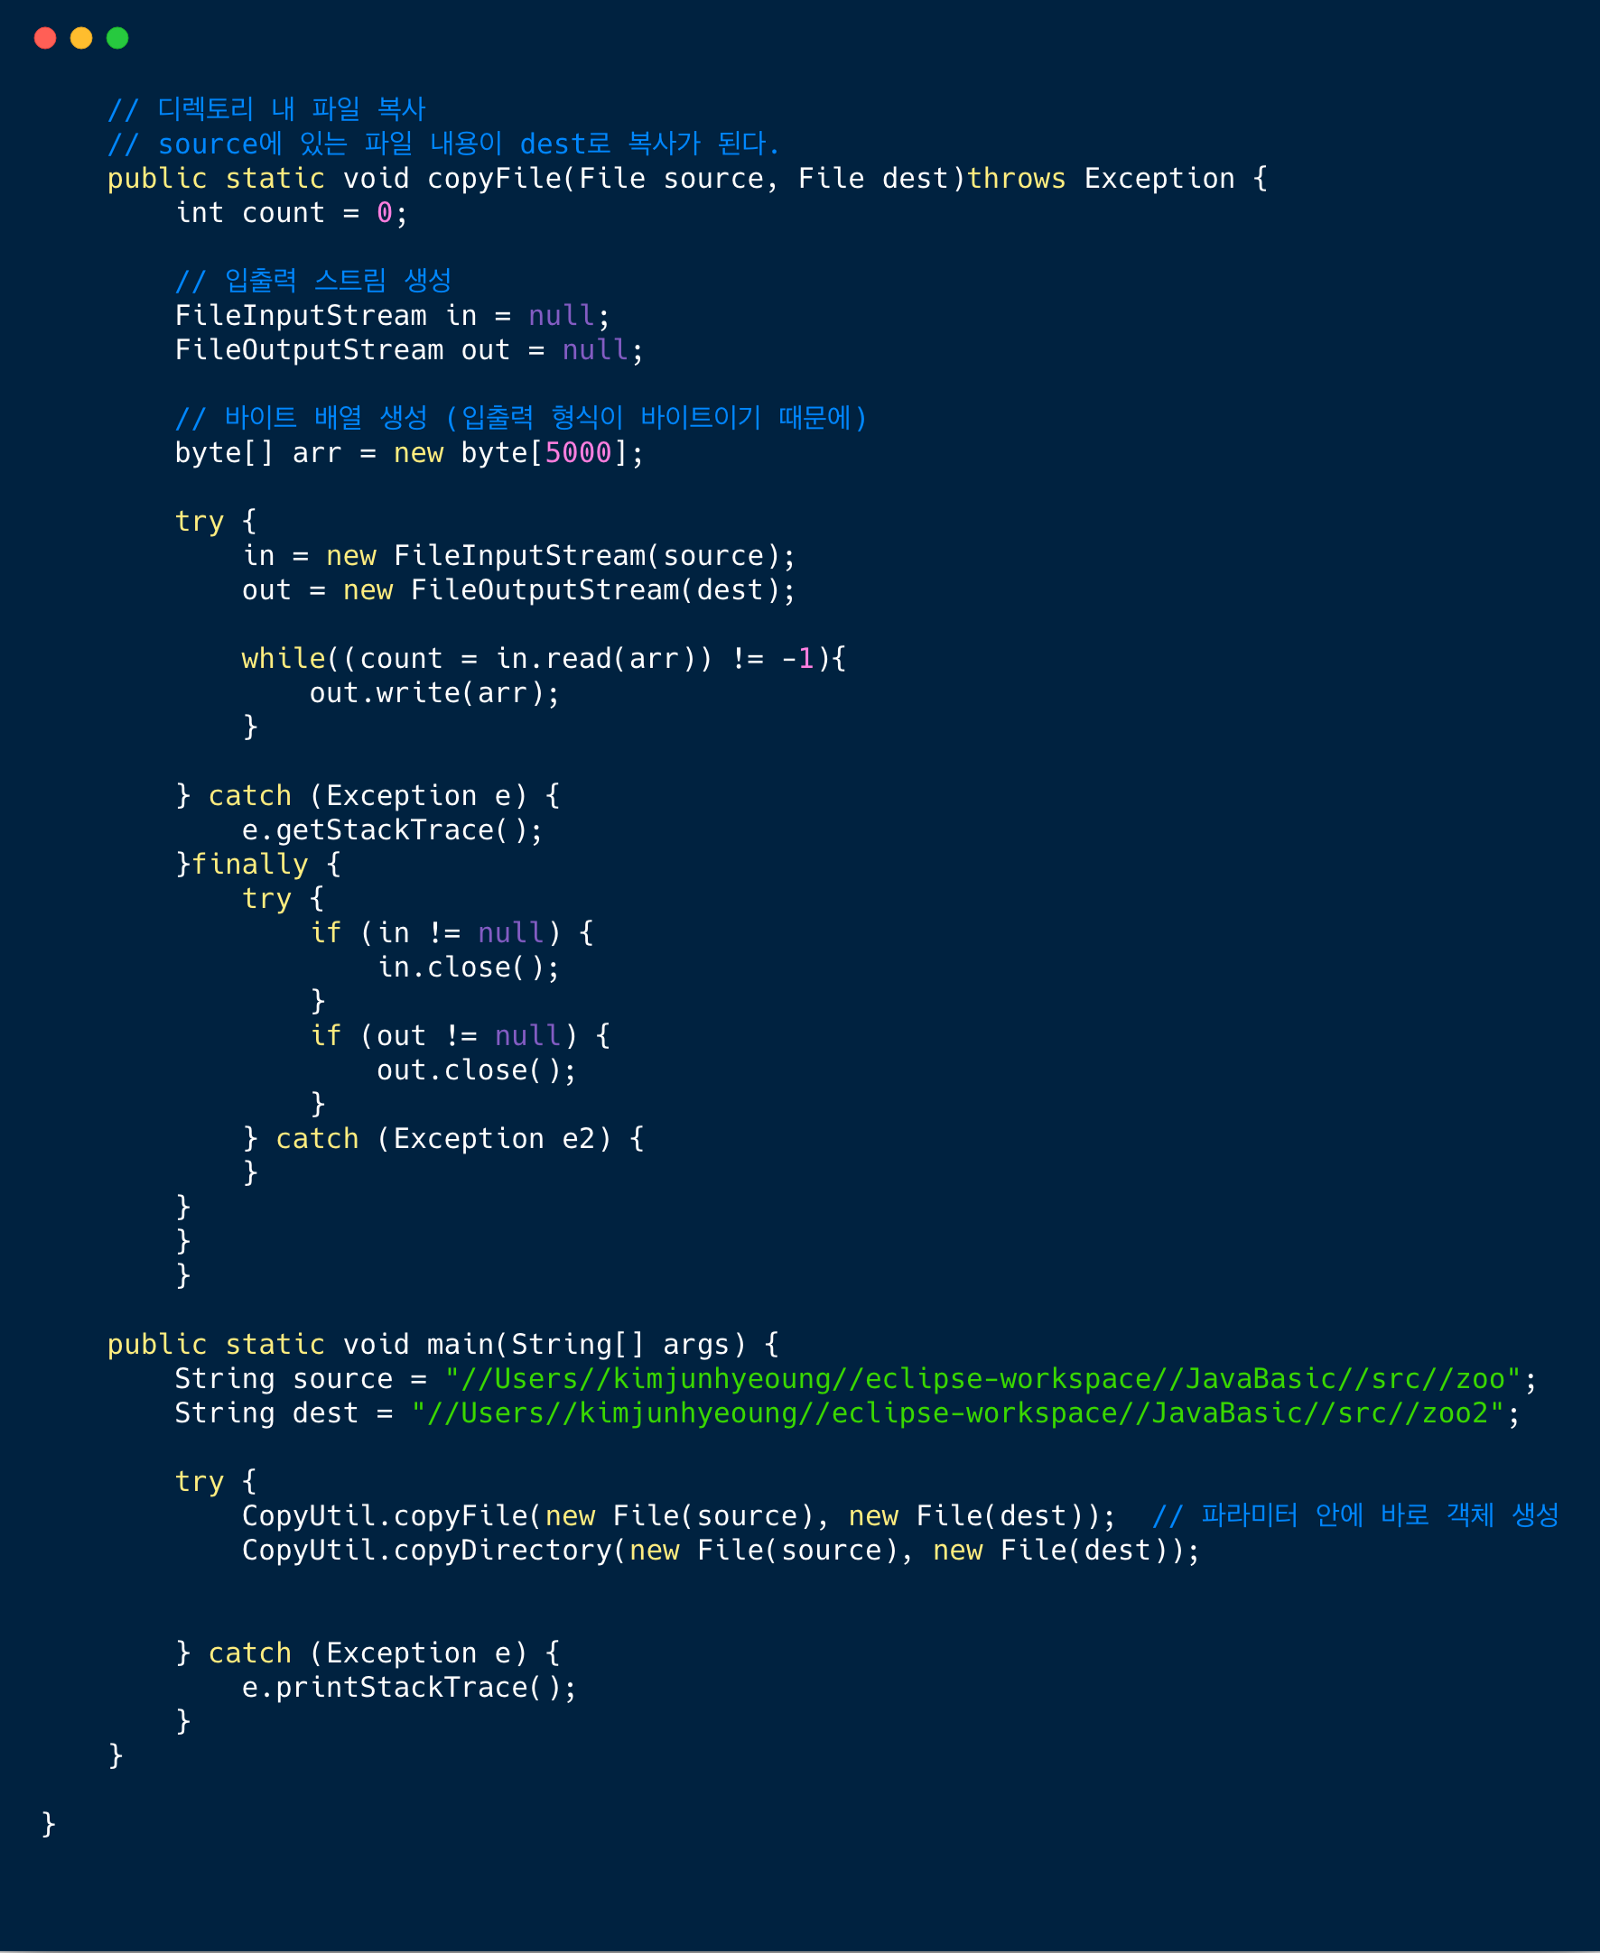 // 디렉토리 내 파일 복사
// source에 있는 파일 내용이 dest로 복사가 된다.
public static void copyFile(File source, File dest)throws Exception {
int count = 0;
// 입출력 스트림 생성
FileInputStream in = null;
FileOutputStream out = null;
// 바이트 배열 생성 (입출력 형식이 바이트이기 때문에)
byte[] arr = new byte[5000];
try {
in = new FileInputStream(source);
out = new FileOutputStream(dest);
while((count = in.read(arr)) != -1){
out.write(arr);
}
} catch (Exception e) {
e.getStackTrace();
}finally {
try {
if (in != null) {
in.close();
}
if (out != null) {
out.close();
}
} catch (Exception e2) {
}
}
}
}
public static void main(String[] args) {
String source = "//Users//kimjunhyeoung//eclipse-workspace//JavaBasic//src//zoo";
String dest = "//Users//kimjunhyeoung//eclipse-workspace//JavaBasic//src//zoo2";
try {
CopyUtil.copyFile(new File(source), new File(dest));  // 파라미터 안에 바로 객체 생성
CopyUtil.copyDirectory(new File(source), new File(dest));
} catch (Exception e) {
e.printStackTrace();
}
}
}